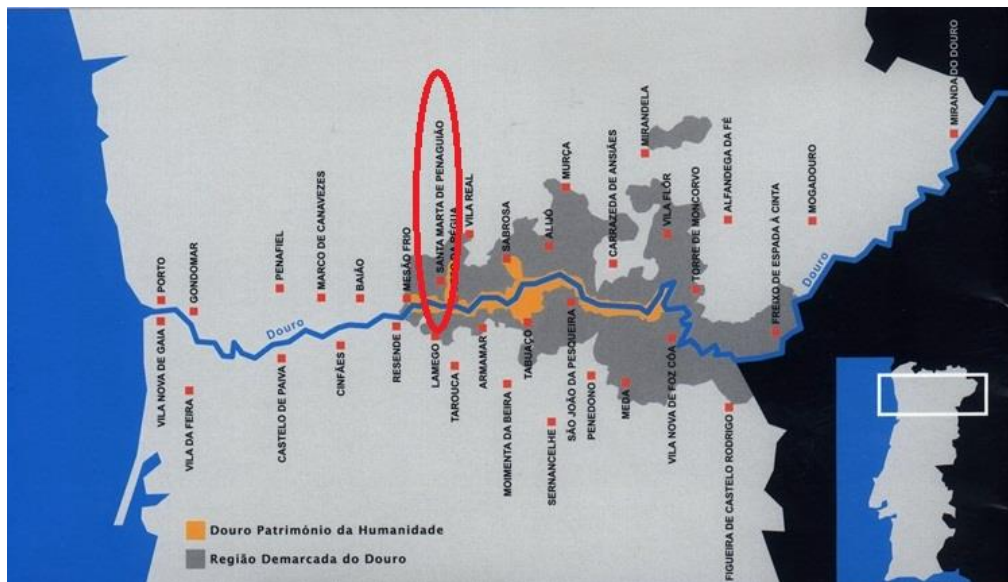 PORTO
GONDOMAR
PENAFIEL
MARCO DE CANAVEZES
BAIÃO
MESÃO FRIO
SANTA MARTA DE PENAGUIÃO
DA RÉGUA
VILA REAL
SABROSA
ALIJÓ
MURÇA
CARRAZEDA DE ANSIÃES
MIRANDELA
VILA FLÔR
TORRE DE MONCORVO
ALFANDEGA DA FÉ
FREIXO DE ESPADA À CINTA
MOGADOURO
MIRANDA DO DOURO
Douro
Douro
VILA NOVA DE GAIA
VILA DA FEIRA
CASTELO DE PAIVA
CINFÃES
RESENDE
LAMEGO
TAROUCA
ARMAMAR
MOIMENTA DA BEIRA
TABUAÇO
SERNANCELHE
SÃO JOÃO DA PESQUEIRA
PENEDONO
MEDA
VILA NOVA DE FOZ CÔA
FIGUEIRA DE CASTELO RODRIGO
Douro Património da Humanidade
Região Demarcada do Douro